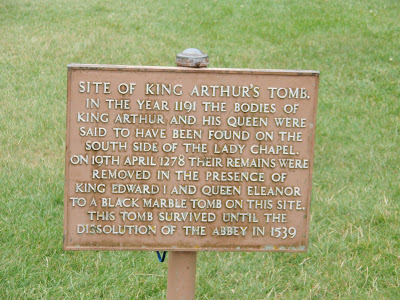 SITE OF KING ARTHUR'S TOMB.
IN THE YEAR 1191 THE BODIES OF
KING ARTHUR AND HIS QUEEN WERE
SAID TO HAVE BEEN FOUND ON THE
SOUTH SIDE OF THE LADY CHAPEL.
ON 19TH APRIL 1278 THEIR REMAINS WERE
REMOVED IN THE PRESENCE OF
KING EDWARD I AND QUEEN ELEANOR
TO A BLACK MARBLE TOMB ON THIS SITE.
THIS TOMB SURVIVED UNTIL THE
DISSOLUTION OF THE ABBEY IN 1539